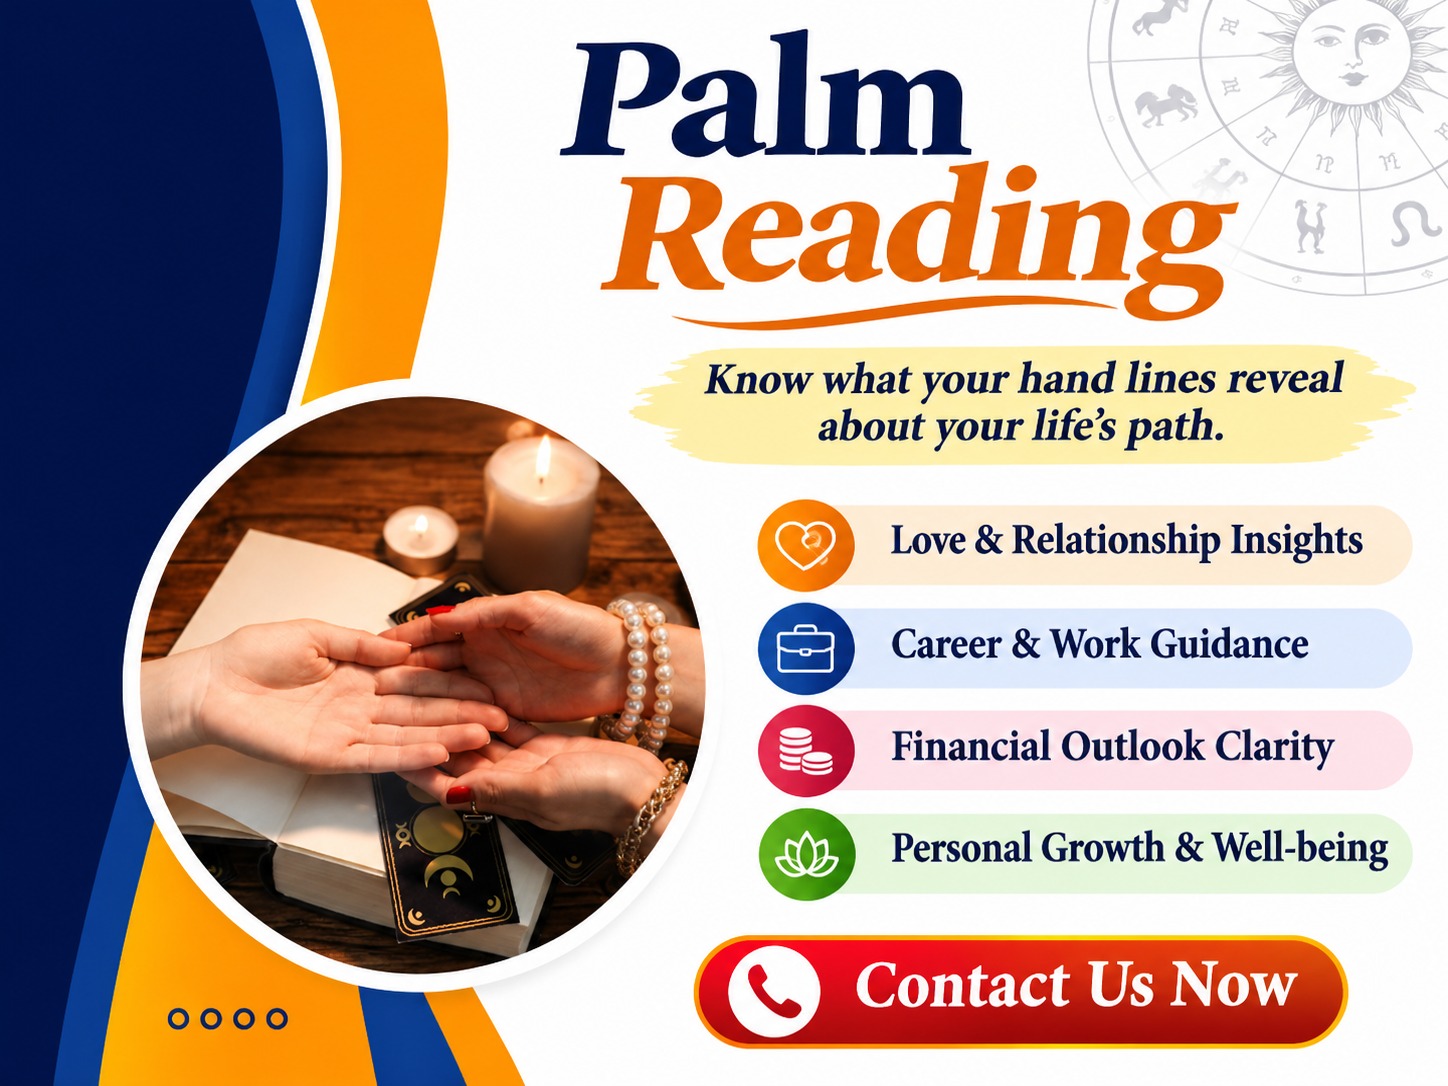 Palm
Reading
Know what your hand lines reveal
about your life's path.
Love & Relationship Insights
Career & Work Guidance
Financial Outlook Clarity
Personal Growth & Well-being
Contact Us Now